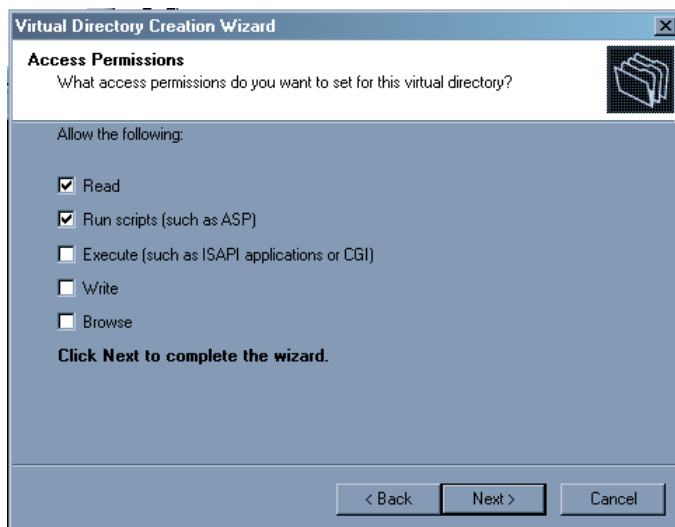 Virtual Directory Creation Wizard
Access Permissions
What access permissions do you want to set for this virtual directory?
Allow the following:
Read
Run scripts (such as ASP)
Execute (such as ISAPI applications or CGI)
Write
Browse
Click Next to complete the wizard.
< Back Next > Cancel